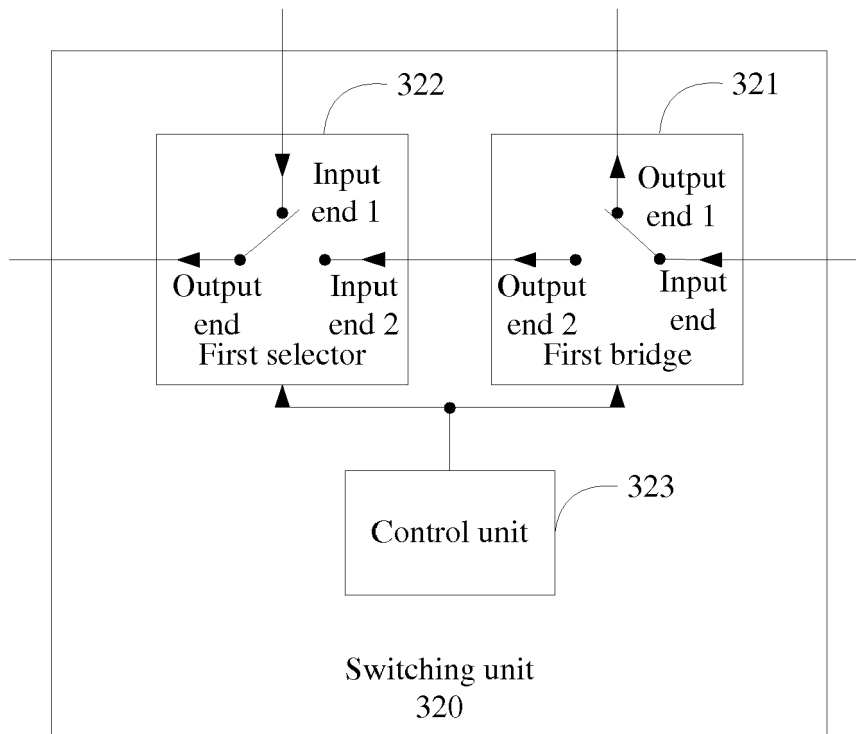 322
321
Input
end 1
Output
end 1
Output
end
Input
end 2
Output
end 2
Input
end
First selector
First bridge
323
Control unit
Switching unit
320